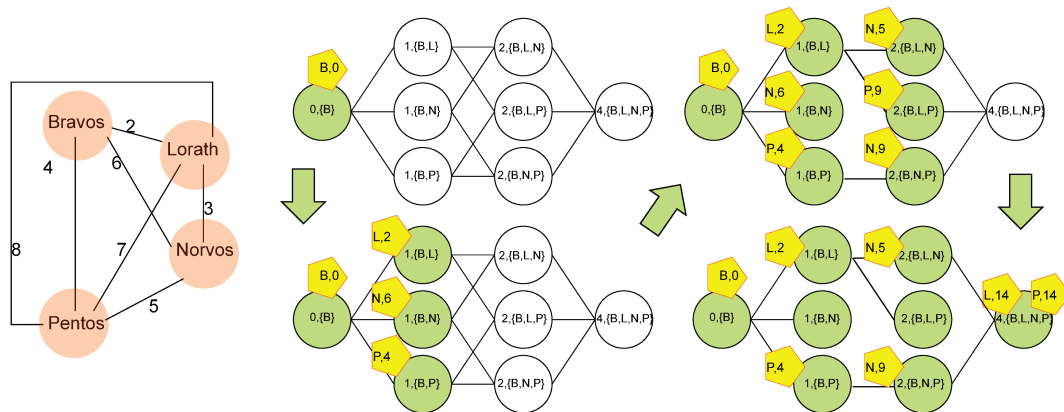 Bravos
2
Lorath
4
6
3
8
7
Norvos
5
Pentos
B,0
0,{B}
1,{B,L}
1,{B,N}
1,{B,P}
2,{B,L,N}
2,{B,L,P}
2,{B,N,P}
4,{B,L,N,P}
B,0
0,{B}
L,2
1,{B,L}
N,6
1,{B,N}
P,4
1,{B,P}
2,{B,L,N}
2,{B,L,P}
2,{B,N,P}
4,{B,L,N,P}
B,0
0,{B}
L,2
1,{B,L}
N,6
1,{B,N}
P,4
1,{B,P}
N,5
2,{B,L,N}
P,9
2,{B,L,P}
N,9
2,{B,N,P}
4,{B,L,N,P}
B,0
0,{B}
L,2
1,{B,L}
1,{B,N}
P,4
1,{B,P}
N,5
2,{B,L,N}
2,{B,L,P}
N,9
2,{B,N,P}
L,14
P,14
4,{B,L,N,P}